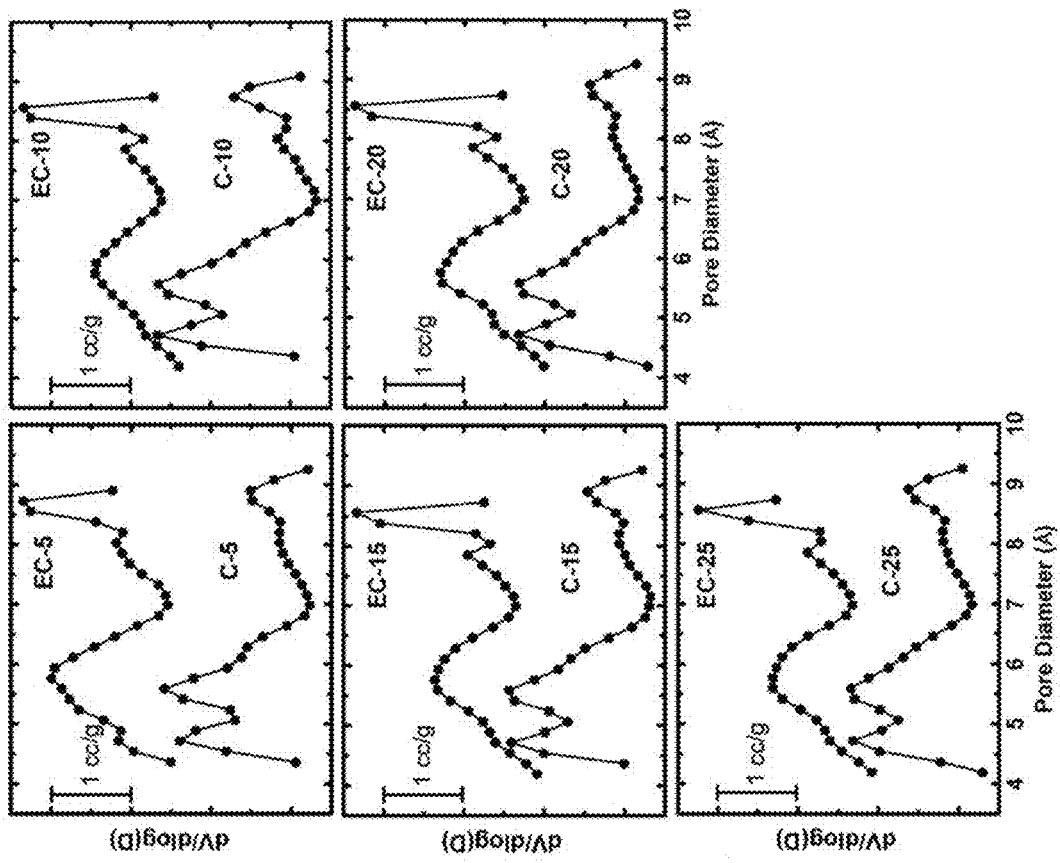 dV/dlog(D)
1 cc/g
EC-5
C-5
1 cc/g
EC-10
C-10
dV/dlog(D)
1 cc/g
EC-15
C-15
1 cc/g
EC-20
C-20
4 5 6 7 8 9 10
Pore Diameter (Å)
dV/dlog(D)
1 cc/g
EC-25
C-25
4 5 6 7 8 9 10
Pore Diameter (Å)